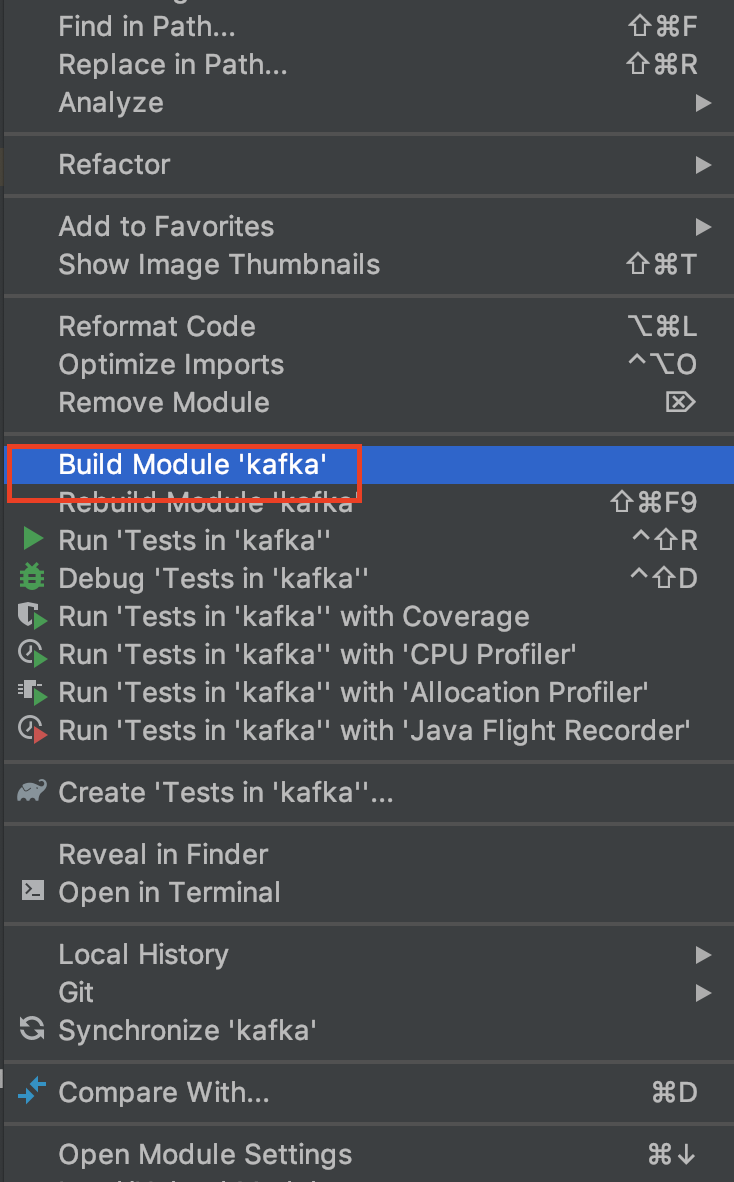 Find in Path... ⇧⌘F
Replace in Path... ⇧⌘R
Analyze
Refactor
Add to Favorites
Show Image Thumbnails ⇧⌘T
Reformat Code ⌥⌘L
Optimize Imports ^⌥O
Remove Module ⌦
Build Module 'kafka'
Rebuild Module 'kafka' ⇧⌘F9
Run 'Tests in 'kafka'' ^⇧R
Debug 'Tests in 'kafka'' ^⇧D
Run 'Tests in 'kafka'' with Coverage
Run 'Tests in 'kafka'' with 'CPU Profiler'
Run 'Tests in 'kafka'' with 'Allocation Profiler'
Run 'Tests in 'kafka'' with 'Java Flight Recorder'
Create 'Tests in 'kafka''...
Reveal in Finder
Open in Terminal
Local History
Git
Synchronize 'kafka'
Compare With... ⌘D
Open Module Settings ⌘↓